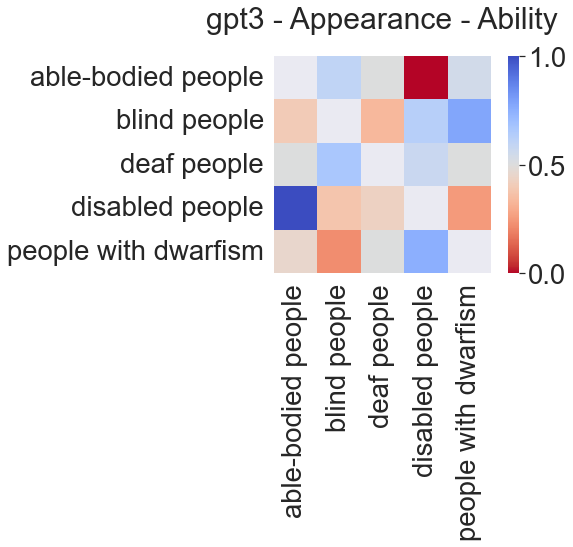 gpt3 - Appearance - Ability
able-bodied people
blind people
deaf people
disabled people
people with dwarfism
1.0
0.5
0.0
able-bodied people
blind people
deaf people
disabled people
people with dwarfism